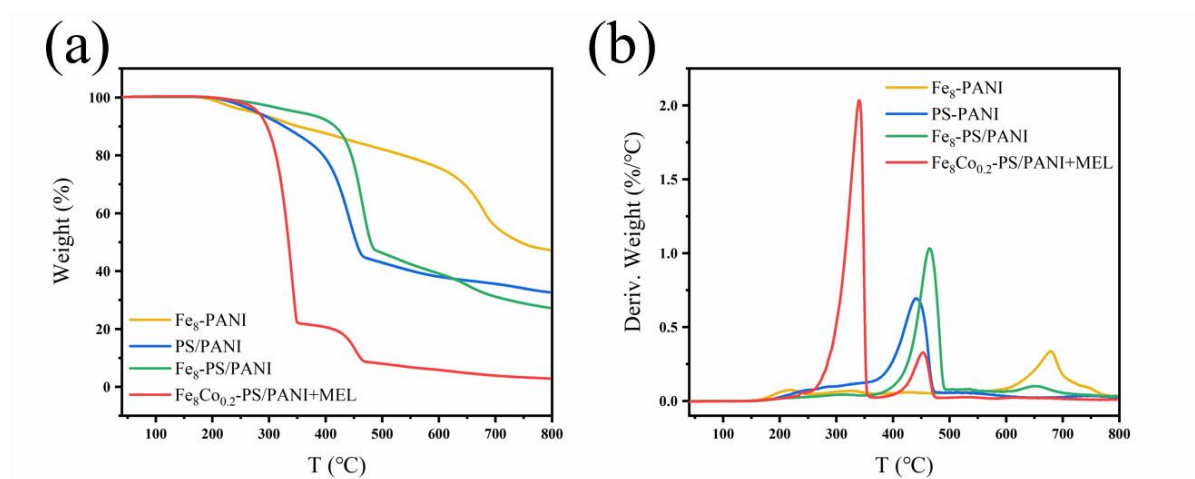 (a)
Weight (%)
100
80
60
40
20
0
Fe₈-PANI
PS/PANI
Fe₈-PS/PANI
Fe₈Co₀.₂-PS/PANI+MEL
100 200 300 400 500 600 700 800
T (℃)
(b)
Deriv. Weight (%/℃)
2.0
1.5
1.0
0.5
0.0
Fe₈-PANI
PS-PANI
Fe₈-PS/PANI
Fe₈Co₀.₂-PS/PANI+MEL
100 200 300 400 500 600 700 800
T (℃)